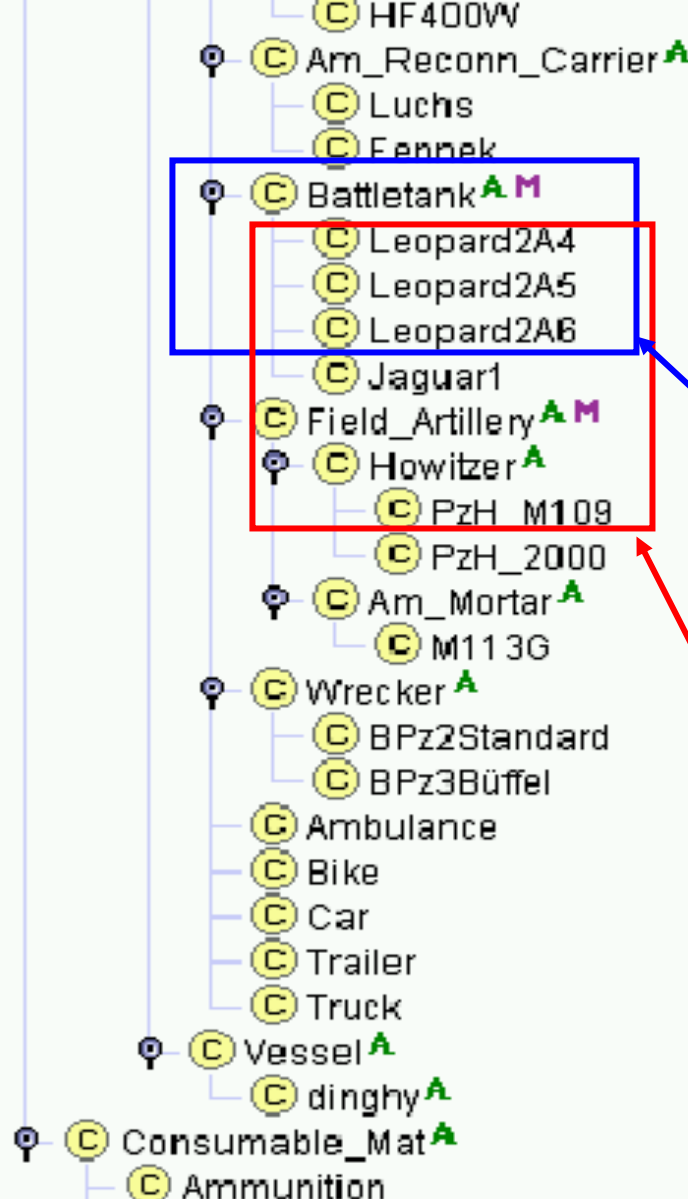 C HF400W
C Am_Reconn_Carrier A
C Luchs
C Fennek
C Battletank A M
C Leopard2A4
C Leopard2A5
C Leopard2A6
C Jaguar1
C Field_Artillery A M
C Howitzer A
C PzH_M109
C PzH_2000
C Am_Mortar A
C M113G
C Wrecker A
C BPz2Standard
C BPz3Büffel
C Ambulance
C Bike
C Car
C Trailer
C Truck
C Vessel A
C dinghy A
C Consumable_Mat A
C Ammunition